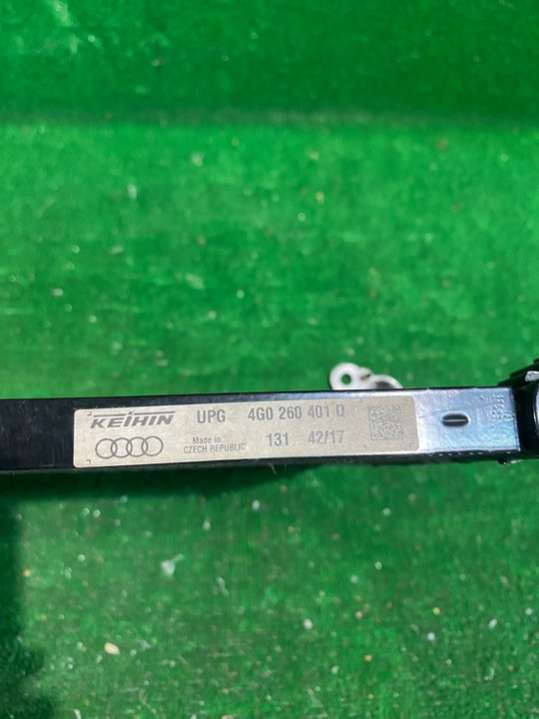 KEIHIN UPG 4G0 260 401 D
Made in 131 42/17
CZECH REPUBLIC